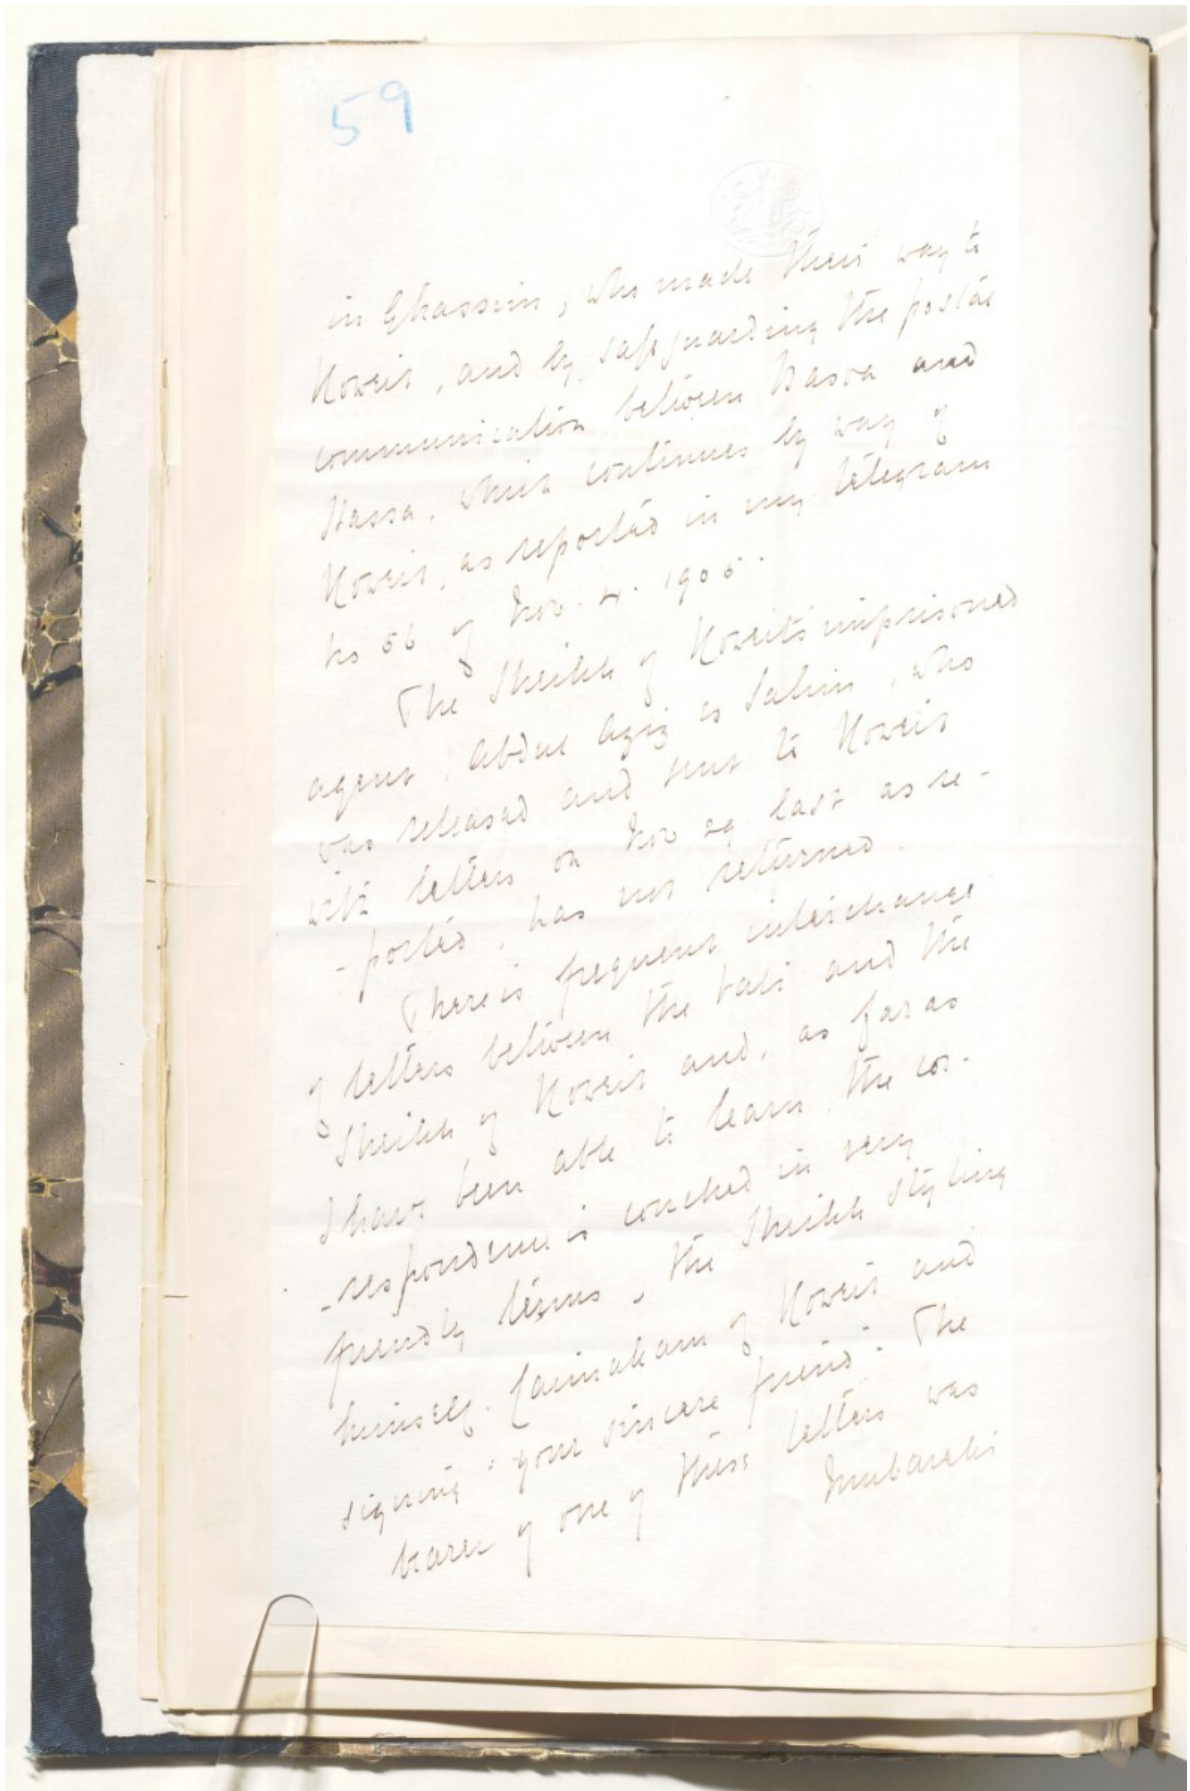 59
in Ghassim, who made their way to
Koweit, and by safeguarding the postal
communication between Basra and
Hassa, which continues by way of
Koweit, as reported in my telegram
No 56 of Nov. 4. 1905.
The Sheikh of Koweit's imprisoned
agent, Abdul Aziz es Salim, who
was released and sent to Koweit
with letters on Nov 29 last as re-
-ported, has not returned.
There is frequent interchange
of letters between the Vali and the
Sheikh of Koweit and, as far as
I have been able to learn, the cor-
-respondence is couched in very
friendly terms, the Sheikh styling
himself Caimakam of Koweit and
signing "your sincere friend". The
bearer of one of these letters was
Mubarak's